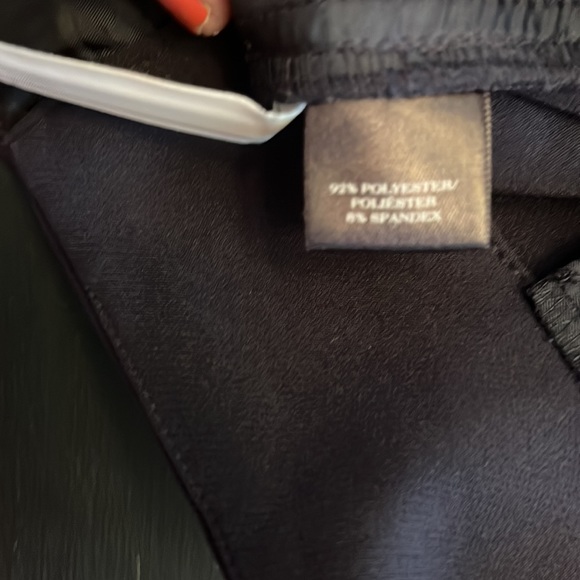 92% POLYESTER/
POLIÉSTER
8% SPANDEX